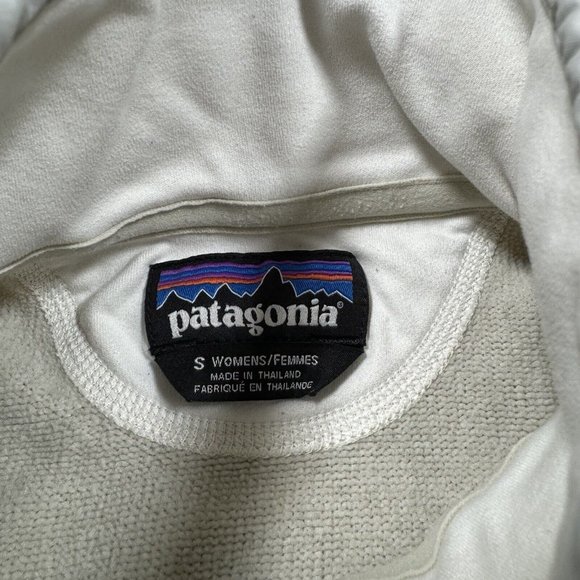 patagonia®
S WOMENS/FEMMES
MADE IN THAILAND
FABRIQUÉ EN THAILANDE